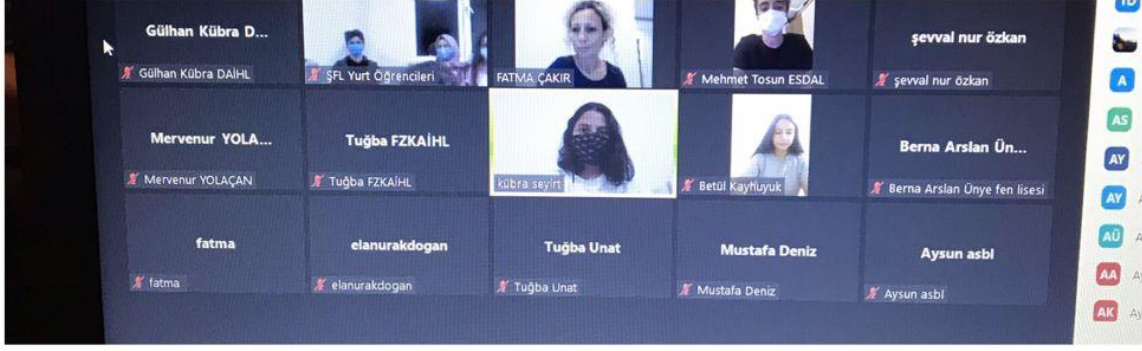 Gülhan Kübra D...
şevval nur özkan
Gülhan Kübra DAİHL
ŞFL Yurt Öğrencileri
FATMA ÇAKIR
Mehmet Tosun ESDAL
şevval nur özkan
Mervenur YOLA...
Tuğba FZKAİHL
Berna Arslan Ün...
Mervenur YOLAÇAN
Tuğba FZKAİHL
kübra seyirt
Betül Kayhuyuk
Berna Arslan Ünye fen lisesi
fatma
elanurakdogan
Tuğba Unat
Mustafa Deniz
Aysun asbl
fatma
elanurakdogan
Tuğba Unat
Mustafa Deniz
Aysun asbl
A
AS
AY
AY
AÜ
AA
AK